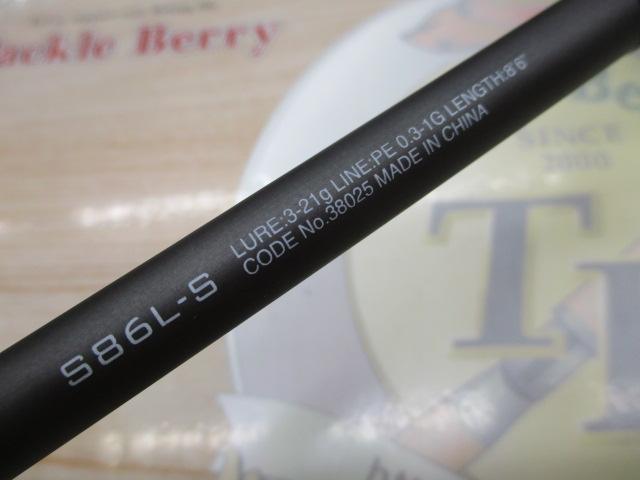 Tackle Berry
SINCE
2000
S86L-S
LURE:3-21g LINE:PE 0.3-1G LENGTH:8'6"
CODE No.38025 MADE IN CHINA